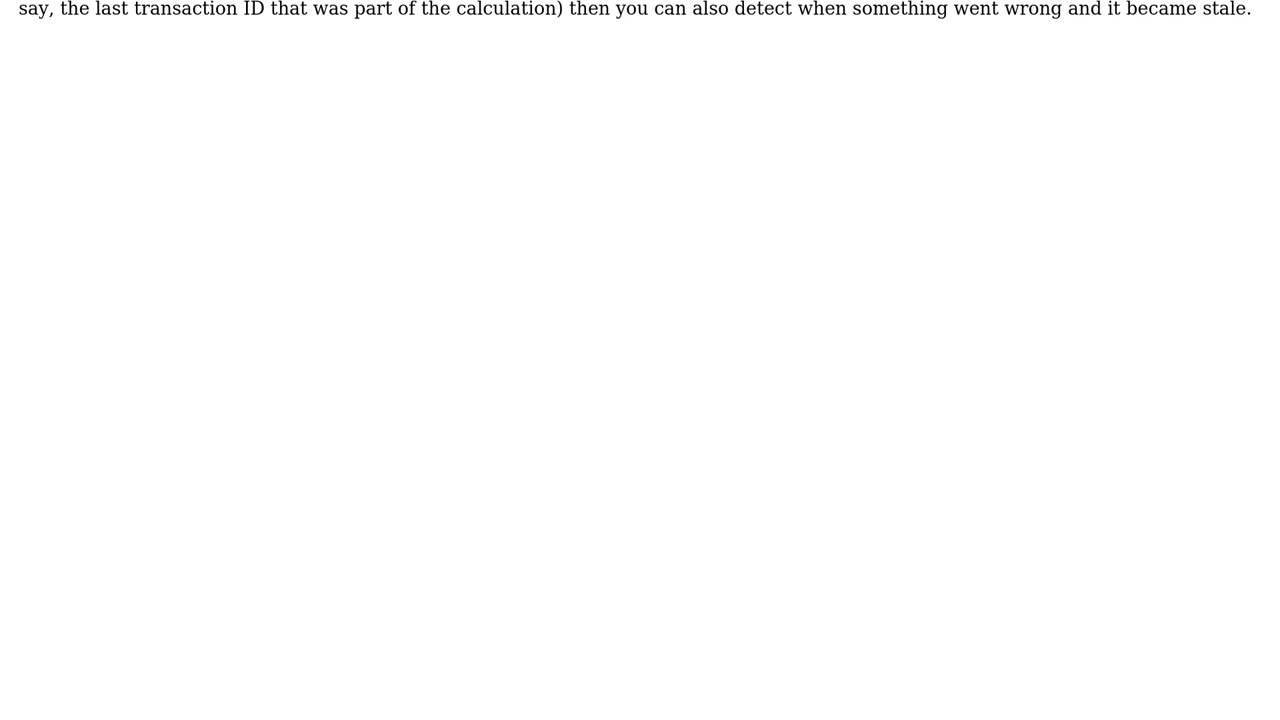 say, the last transaction ID that was part of the calculation) then you can also detect when something went wrong and it became stale.